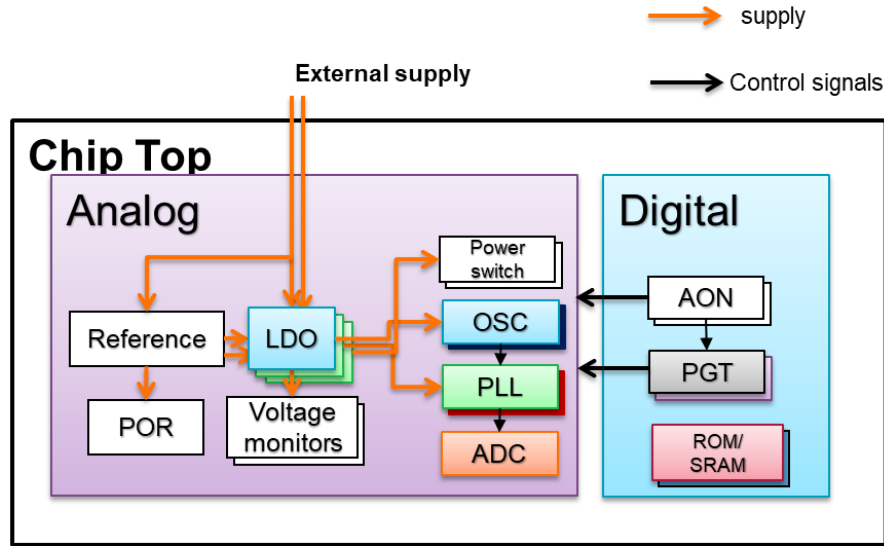 supply
External supply
Control signals
Chip Top
Analog
Digital
Power
switch
AON
OSC
Reference
LDO
PGT
PLL
POR
Voltage
monitors
ROM/
SRAM
ADC